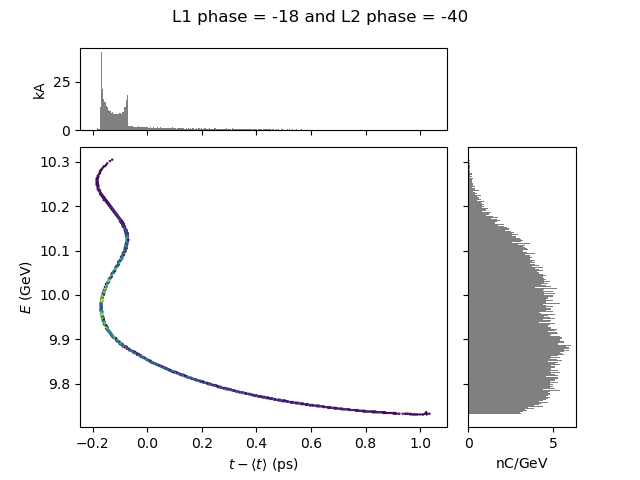 L1 phase = -18 and L2 phase = -40
25
kA
0
10.3
10.2
10.1
10.0
9.9
9.8
E (GeV)
−0.2 0.0 0.2 0.4 0.6 0.8 1.0
t − ⟨t⟩ (ps)
0 5
nC/GeV